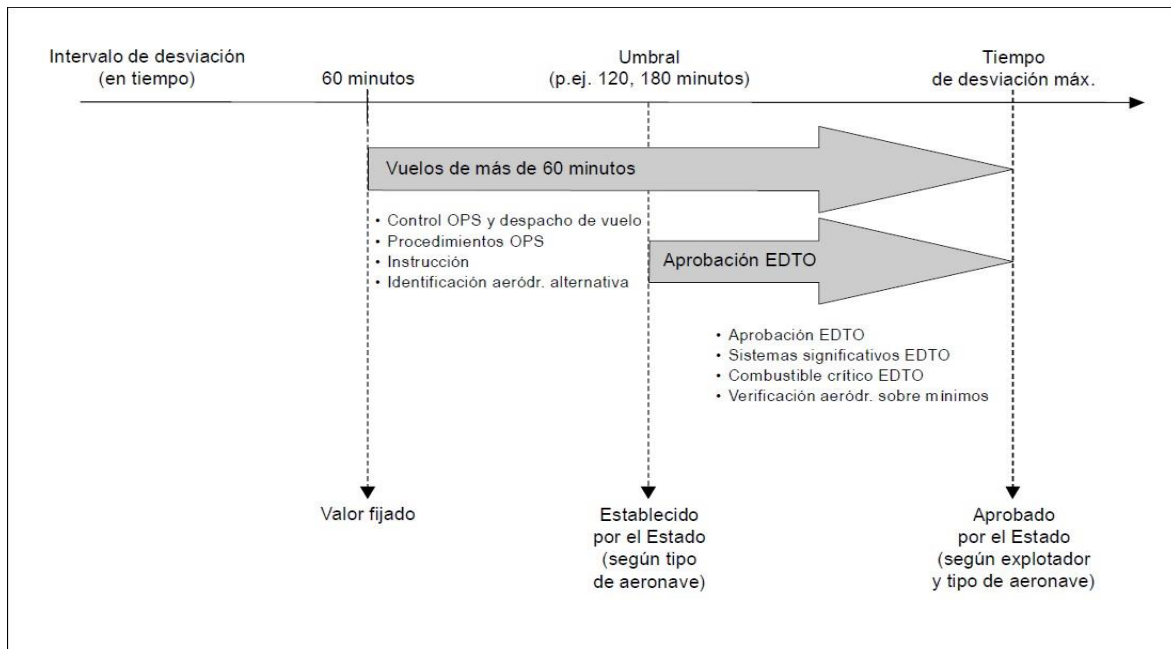 Intervalo de desviación
(en tiempo)
60 minutos
Umbral
(p.ej. 120, 180 minutos)
Tiempo
de desviación máx.
Vuelos de más de 60 minutos
• Control OPS y despacho de vuelo
• Procedimientos OPS
• Instrucción
• Identificación aeródr. alternativa
Aprobación EDTO
• Aprobación EDTO
• Sistemas significativos EDTO
• Combustible crítico EDTO
• Verificación aeródr. sobre mínimos
Valor fijado
Establecido
por el Estado
(según tipo
de aeronave)
Aprobado
por el Estado
(según explotador
y tipo de aeronave)